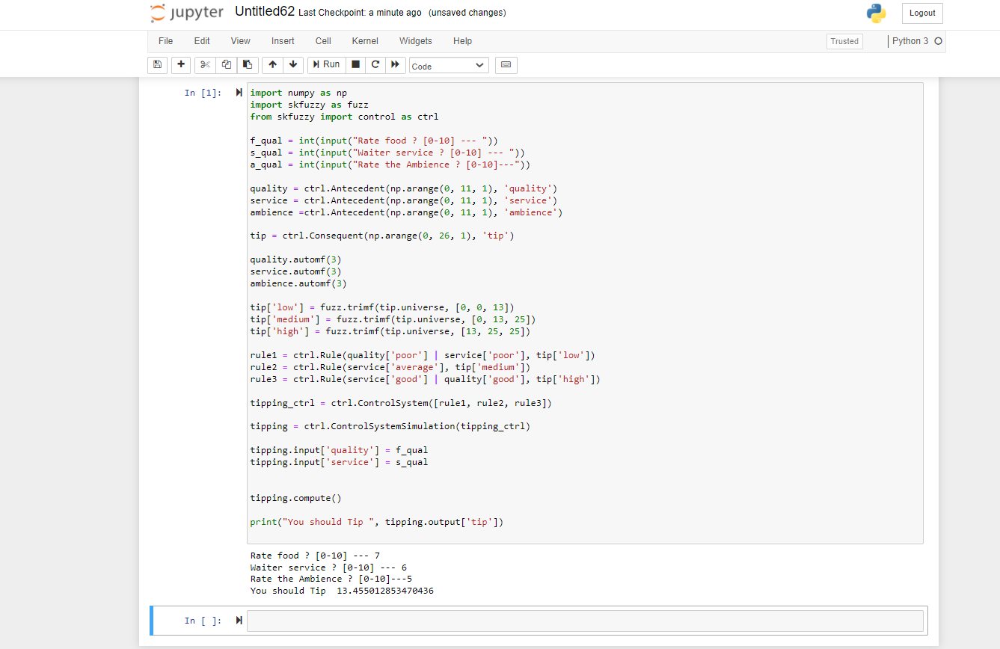 jupyter Untitled62 Last Checkpoint: a minute ago (unsaved changes)
Logout
File Edit View Insert Cell Kernel Widgets Help
Trusted
Python 3
Run
Code
In [1]:
import numpy as np
import skfuzzy as fuzz
from skfuzzy import control as ctrl
f_qual = int(input("Rate food ? [0-10] --- "))
s_qual = int(input("Waiter service ? [0-10] --- "))
a_qual = int(input("Rate the Ambience ? [0-10]---"))
quality = ctrl.Antecedent(np.arange(0, 11, 1), 'quality')
service = ctrl.Antecedent(np.arange(0, 11, 1), 'service')
ambience =ctrl.Antecedent(np.arange(0, 11, 1), 'ambience')
tip = ctrl.Consequent(np.arange(0, 26, 1), 'tip')
quality.automf(3)
service.automf(3)
ambience.automf(3)
tip['low'] = fuzz.trimf(tip.universe, [0, 0, 13])
tip['medium'] = fuzz.trimf(tip.universe, [0, 13, 25])
tip['high'] = fuzz.trimf(tip.universe, [13, 25, 25])
rule1 = ctrl.Rule(quality['poor'] | service['poor'], tip['low'])
rule2 = ctrl.Rule(service['average'], tip['medium'])
rule3 = ctrl.Rule(service['good'] | quality['good'], tip['high'])
tipping_ctrl = ctrl.ControlSystem([rule1, rule2, rule3])
tipping = ctrl.ControlSystemSimulation(tipping_ctrl)
tipping.input['quality'] = f_qual
tipping.input['service'] = s_qual
tipping.compute()
print("You should Tip ", tipping.output['tip'])
Rate food ? [0-10] --- 7
Waiter service ? [0-10] --- 6
Rate the Ambience ? [0-10]---5
You should Tip  13.455012853470436
In [ ]: